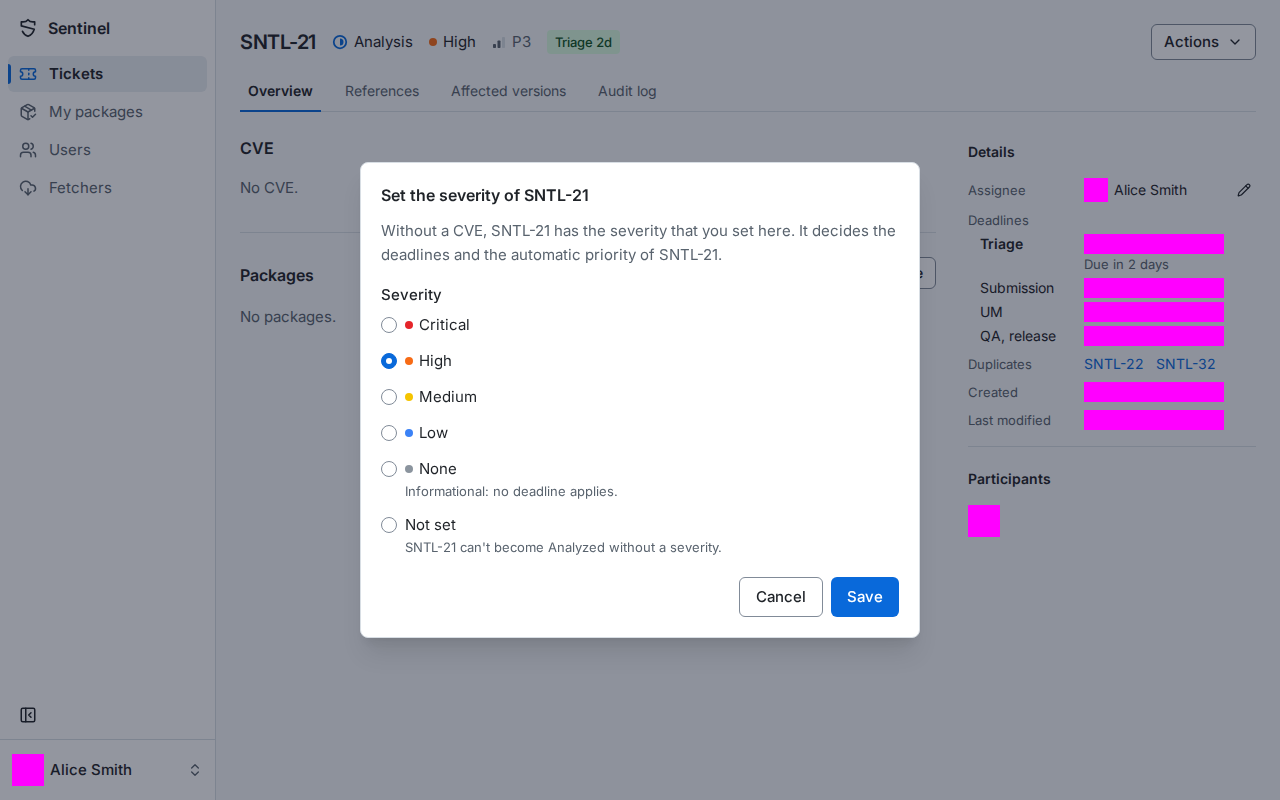 Sentinel
Tickets
My packages
Users
Fetchers
Alice Smith
SNTL-21 Analysis High P3 Triage 2d
Actions
Overview References Affected versions Audit log
CVE
No CVE.
Packages
No packages.
Set the severity of SNTL-21
Without a CVE, SNTL-21 has the severity that you set here. It decides the
deadlines and the automatic priority of SNTL-21.
Severity
Critical
High
Medium
Low
None
Informational: no deadline applies.
Not set
SNTL-21 can't become Analyzed without a severity.
Cancel Save
Details
Assignee Alice Smith
Deadlines
Triage
Due in 2 days
Submission
UM
QA, release
Duplicates SNTL-22 SNTL-32
Created
Last modified
Participants